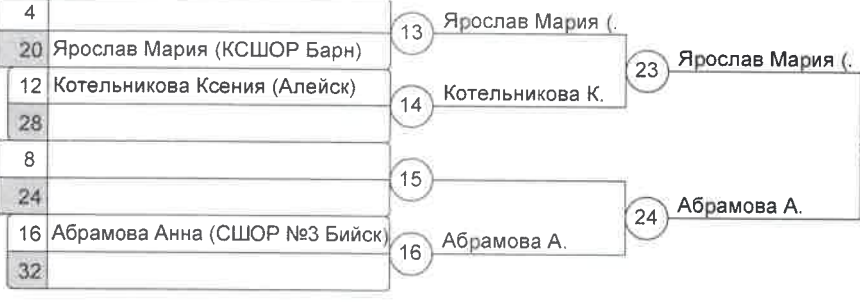 4
Ярослав Мария (.
13
20 Ярослав Мария (КСШОР Барн)
Ярослав Мария (.
23
12 Котельникова Ксения (Алейск)
Котельникова К.
14
28
8
15
24
Абрамова А.
24
16 Абрамова Анна (СШОР №3 Бийск)
Абрамова А.
16
32